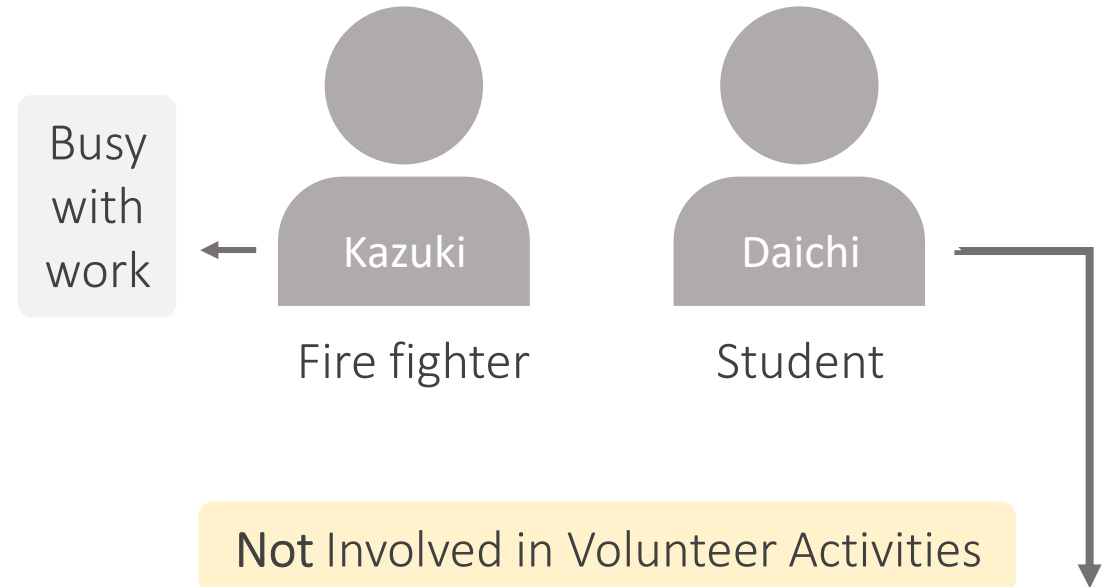 Busy
with
work
Kazuki
Daichi
Fire fighter
Student
Not Involved in Volunteer Activities